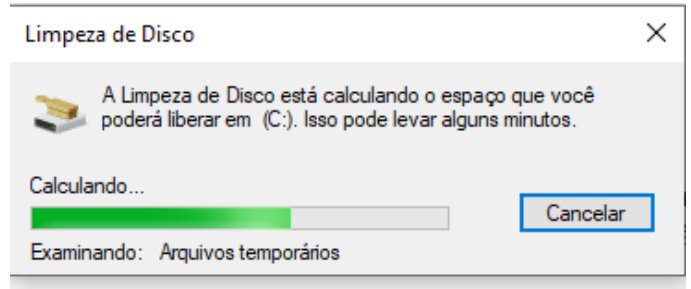 Limpeza de Disco
A Limpeza de Disco está calculando o espaço que você
poderá liberar em  (C:). Isso pode levar alguns minutos.
Calculando...
Cancelar
Examinando:   Arquivos temporários